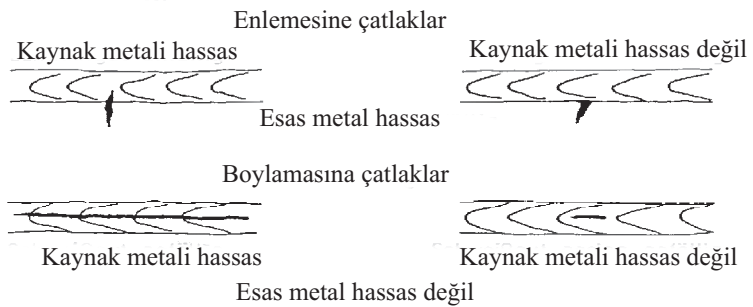 Enlemesine çatlaklar
Kaynak metali hassas
Kaynak metali hassas değil
Esas metal hassas
Boylamasına çatlaklar
Kaynak metali hassas
Kaynak metali hassas değil
Esas metal hassas değil